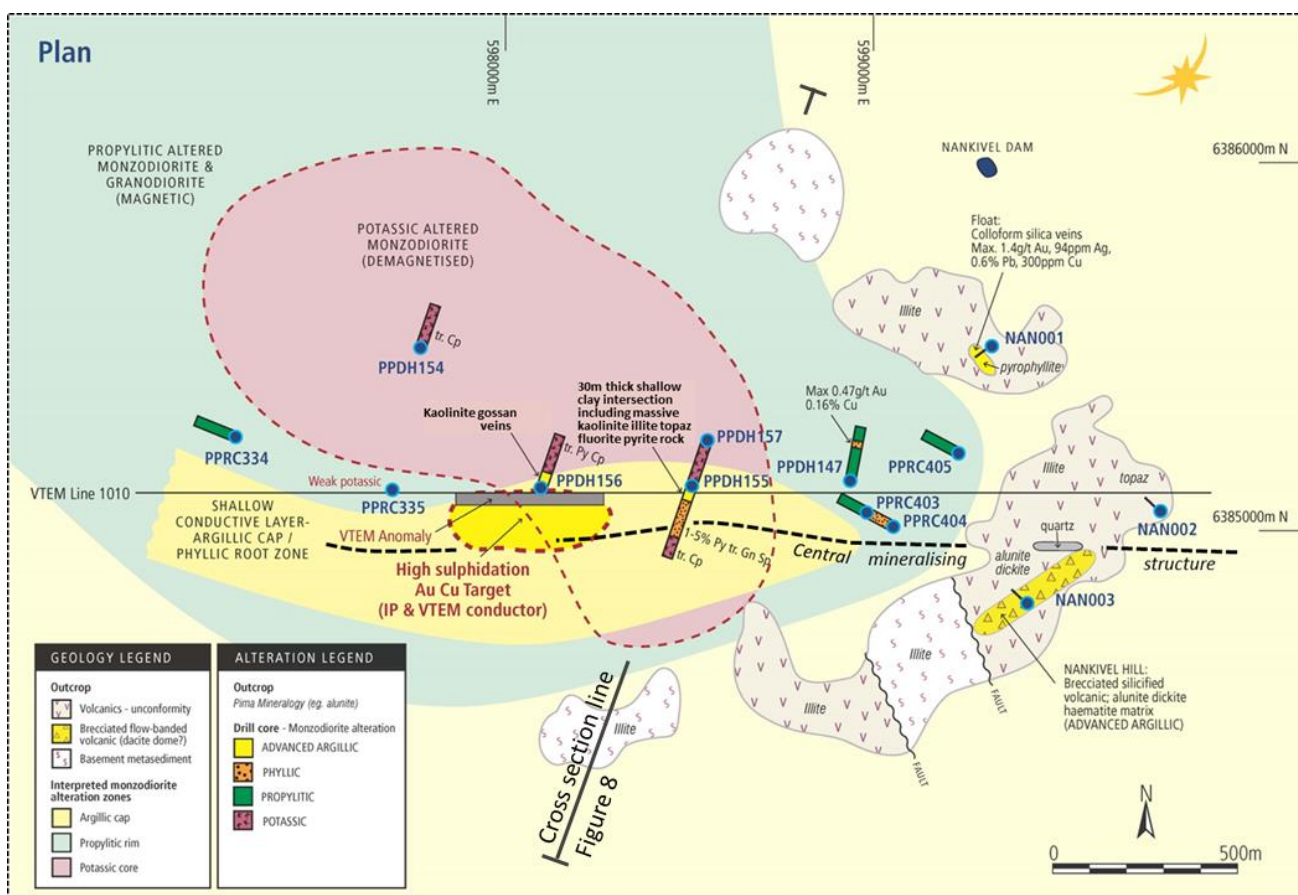 Plan
598000m E
599000m E
6386000m N
NANKIVEL DAM
PROPYLITIC ALTERED
MONZODIORITE &
GRANODIORITE
(MAGNETIC)
POTASSIC ALTERED
MONZODIORITE
(DEMAGNETISED)
Float:
Colloform silica veins
Max. 1.4g/t Au, 94ppm Ag,
0.6% Pb, 300ppm Cu
Illite
NAN001
pyrophyllite
tr. Cp
PPDH154
Kaolinite gossan
veins
30m thick shallow
clay intersection
including massive
kaolinite illite topaz
fluorite pyrite rock
Max 0.47g/t Au
0.16% Cu
PPRC334
tr. Py Cp
PPDH157
PPDH147
PPRC405
Illite
topaz
Weak potassic
PPDH156
PPDH155
VTEM Line 1010
PPRC335
PPRC403
PPRC404
NAN002
6385000m N
SHALLOW
CONDUCTIVE LAYER-
ARGILLIC CAP /
PHYLLIC ROOT ZONE
VTEM Anomaly
1-5% Py tr. Gn Sp
tr. Cp
Central mineralising structure
quartz
alunite
dickite
High sulphidation
Au Cu Target
(IP & VTEM conductor)
NAN003
Illite
Illite
Illite
FAULT
FAULT
NANKIVEL HILL:
Brecciated silicified
volcanic; alunite dickite
haematite matrix
(ADVANCED ARGILLIC)
Cross section line
Figure 8
GEOLOGY LEGEND
Outcrop
Volcanics - unconformity
Brecciated flow-banded
volcanic (dacite dome?)
Basement metasediment
Interpreted monzodiorite
alteration zones
Argillic cap
Propylitic rim
Potassic core
ALTERATION LEGEND
Outcrop
Pima Mineralogy (eg. alunite)
Drill core - Monzodiorite alteration
ADVANCED ARGILLIC
PHYLLIC
PROPYLITIC
POTASSIC
N
0 500m